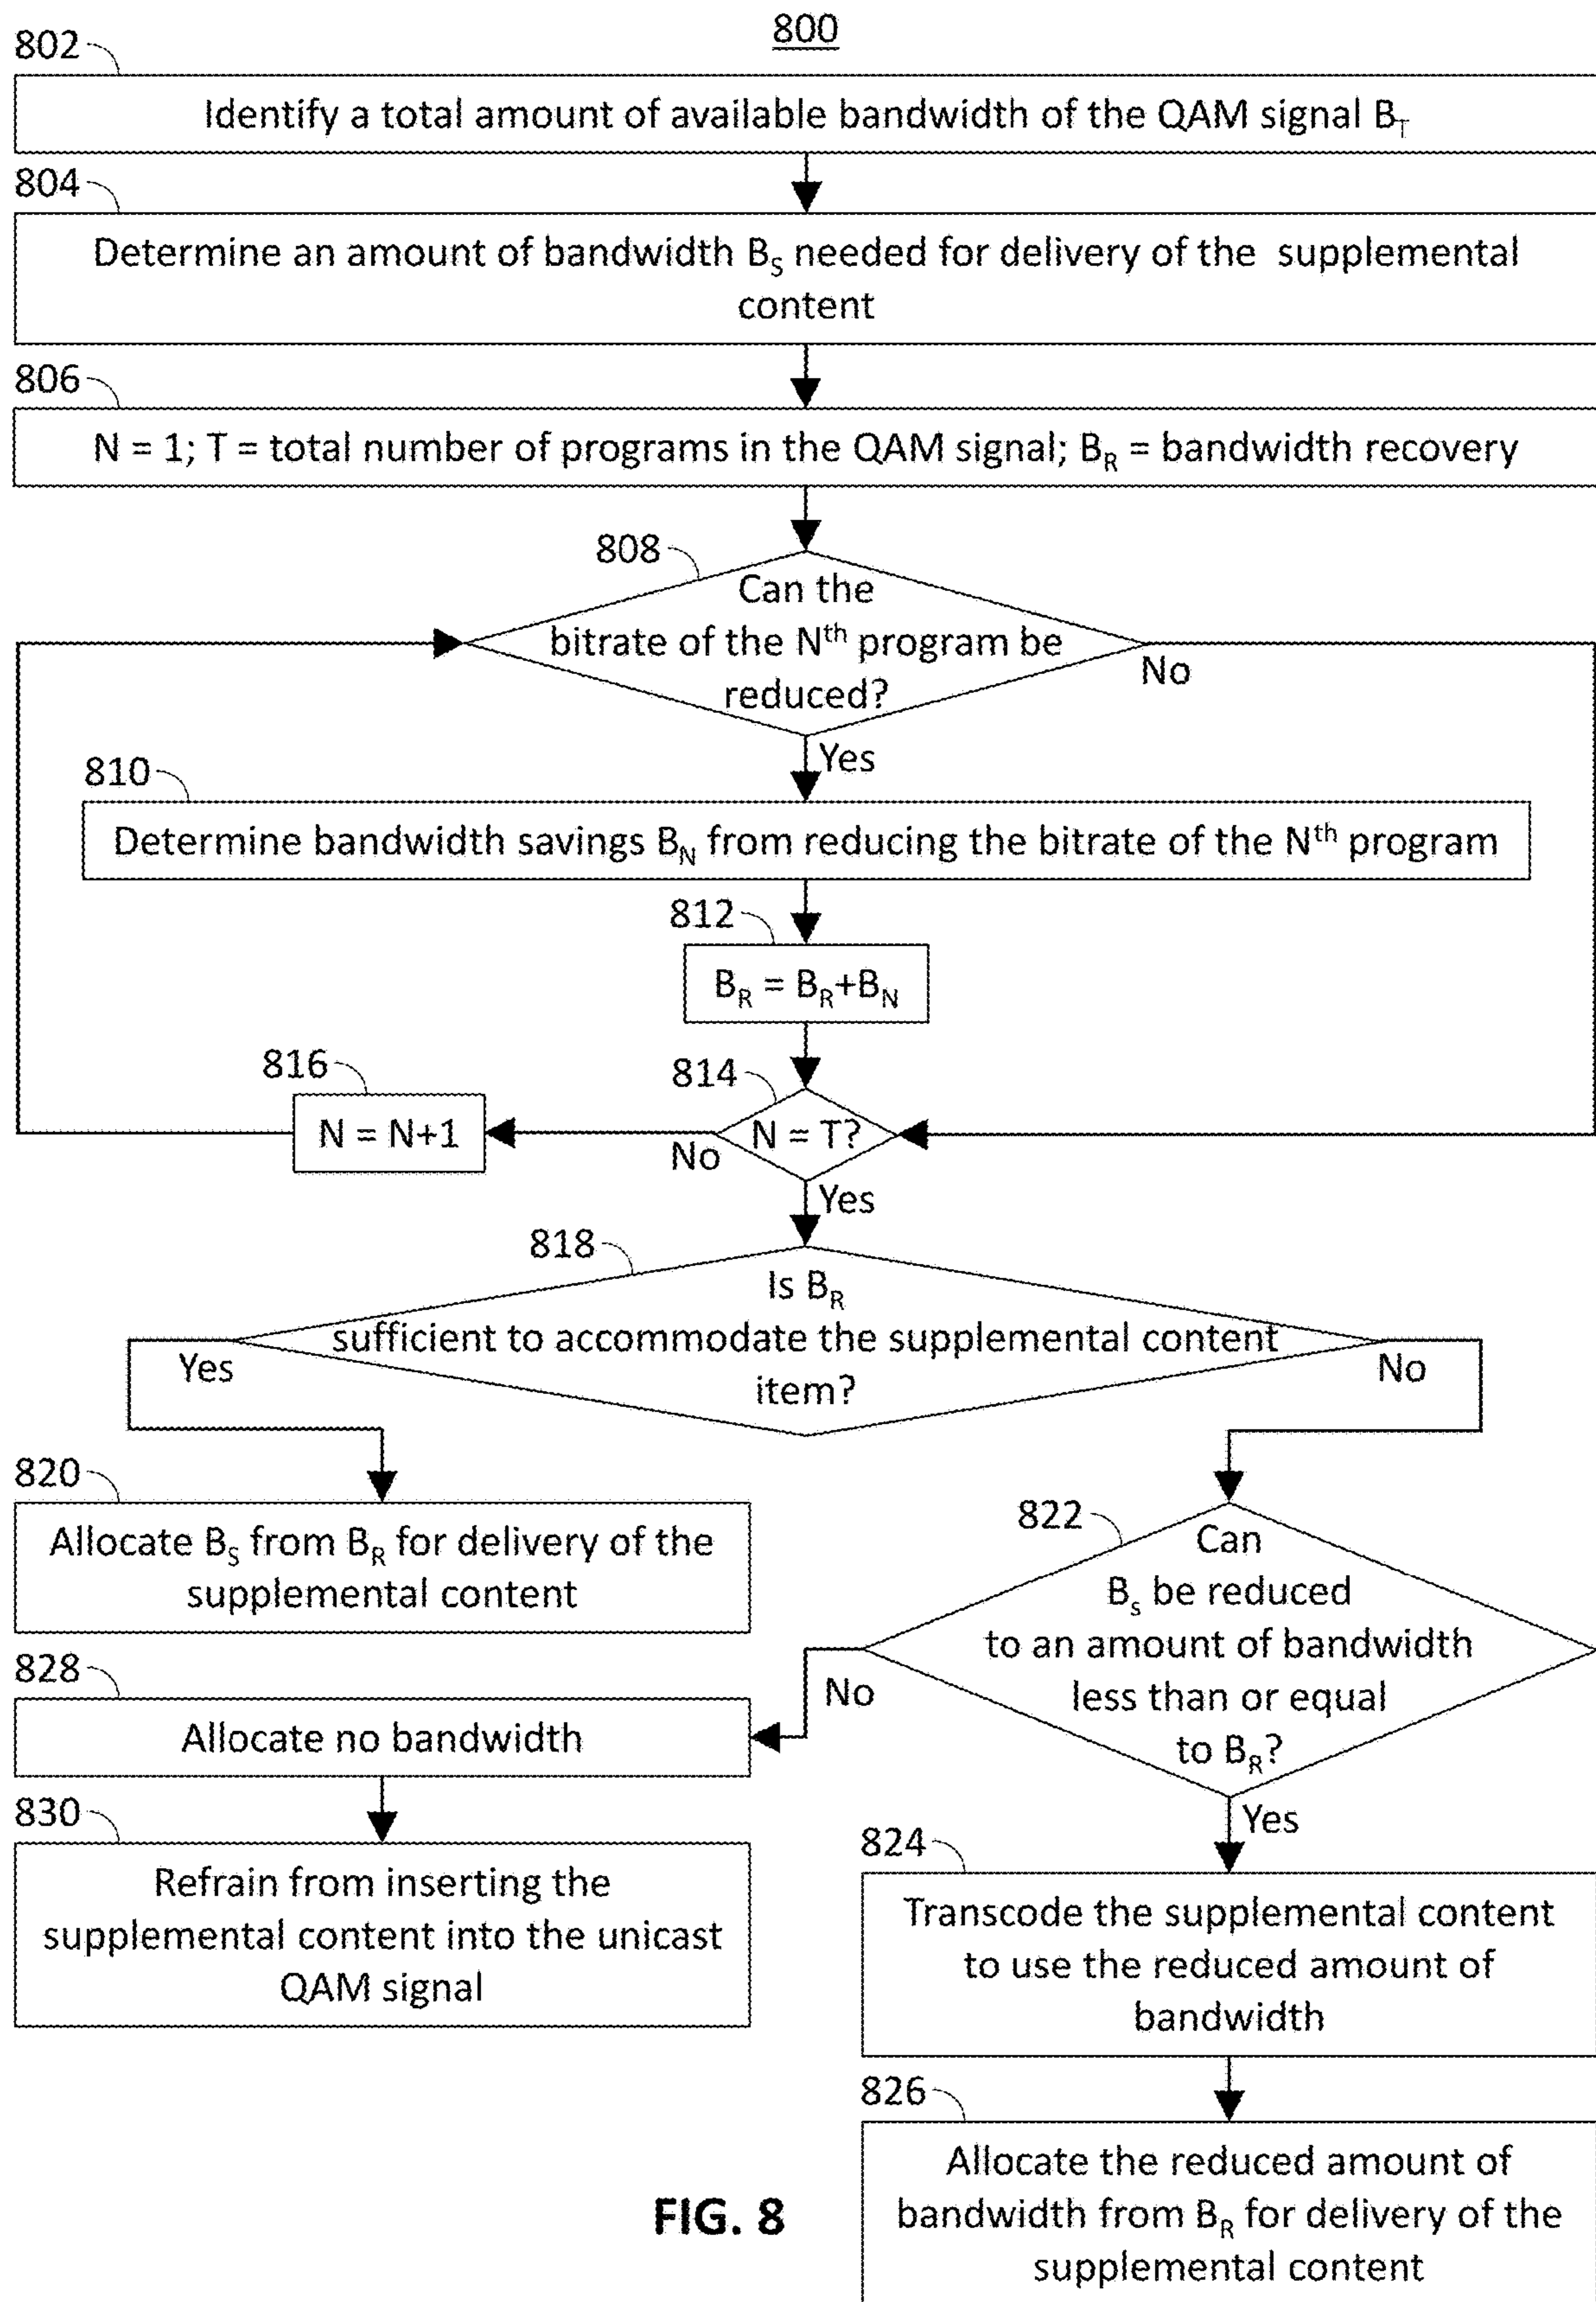 800
802
Identify a total amount of available bandwidth of the QAM signal B_T
804
Determine an amount of bandwidth B_S needed for delivery of the supplemental
content
806
N = 1; T = total number of programs in the QAM signal; B_R = bandwidth recovery
808
Can the
bitrate of the N^th program be
reduced?
No
Yes
810
Determine bandwidth savings B_N from reducing the bitrate of the N^th program
812
B_R = B_R+B_N
814
816
N = N+1
N = T?
No
Yes
818
Is B_R
sufficient to accommodate the supplemental content
item?
Yes
No
820
Allocate B_S from B_R for delivery of the
supplemental content
822
Can
B_s be reduced
to an amount of bandwidth
less than or equal
to B_R?
No
Yes
828
Allocate no bandwidth
830
Refrain from inserting the
supplemental content into the unicast
QAM signal
824
Transcode the supplemental content
to use the reduced amount of
bandwidth
826
Allocate the reduced amount of
bandwidth from B_R for delivery of the
supplemental content
FIG. 8